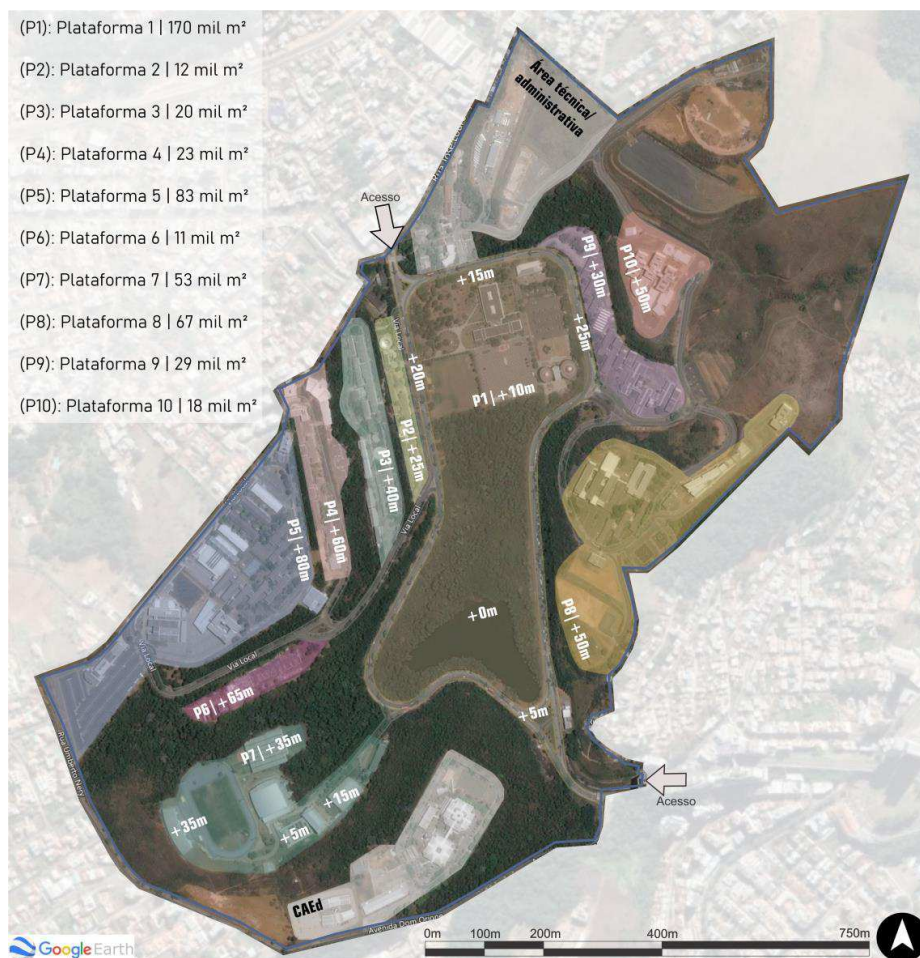 (P1): Plataforma 1 | 170 mil m²
(P2): Plataforma 2 | 12 mil m²
(P3): Plataforma 3 | 20 mil m²
(P4): Plataforma 4 | 23 mil m²
(P5): Plataforma 5 | 83 mil m²
(P6): Plataforma 6 | 11 mil m²
(P7): Plataforma 7 | 53 mil m²
(P8): Plataforma 8 | 67 mil m²
(P9): Plataforma 9 | 29 mil m²
(P10): Plataforma 10 | 18 mil m²
Área técnica/
administrativa
Acesso
+15m
P9| +30m
P10| +50m
+25m
Via Local
+20m
P1| +10m
P2| +25m
P3| +40m
P4| +60m
P5| +80m
Via Local
+0m
P8| +50m
Via Local
Via Local
P6| +65m
+5m
Rua Umberto Nery
P7| +35m
Acesso
+15m
+35m
+5m
CAEd
Avenida Dom Orione
Google Earth
0m 100m 200m 400m 750m